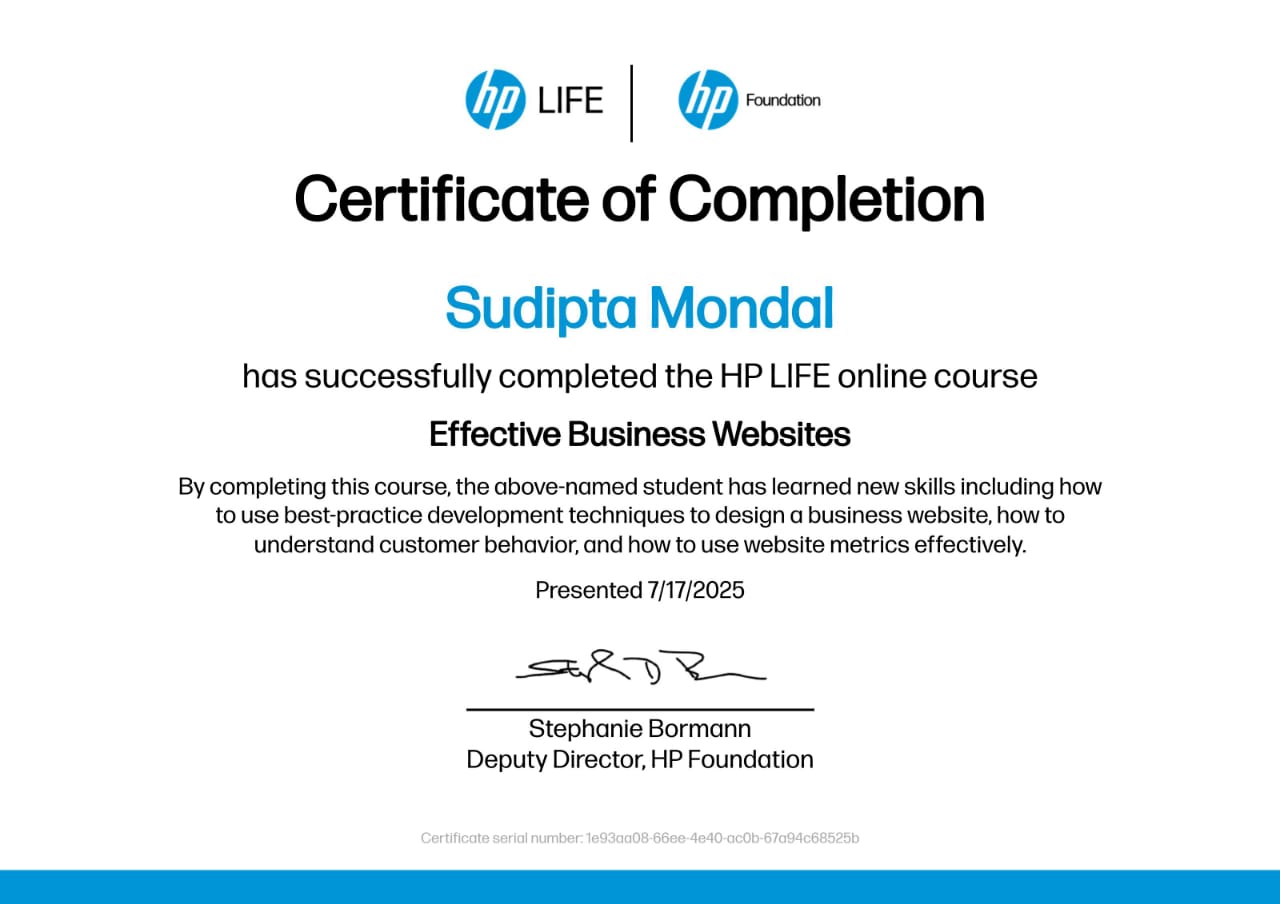 hp LIFE | hp Foundation
Certificate of Completion
Sudipta Mondal
has successfully completed the HP LIFE online course
Effective Business Websites
By completing this course, the above-named student has learned new skills including how
to use best-practice development techniques to design a business website, how to
understand customer behavior, and how to use website metrics effectively.
Presented 7/17/2025
Stephanie Bormann
Deputy Director, HP Foundation
Certificate serial number: 1e93aa08-66ee-4e40-ac0b-67a94c68525b